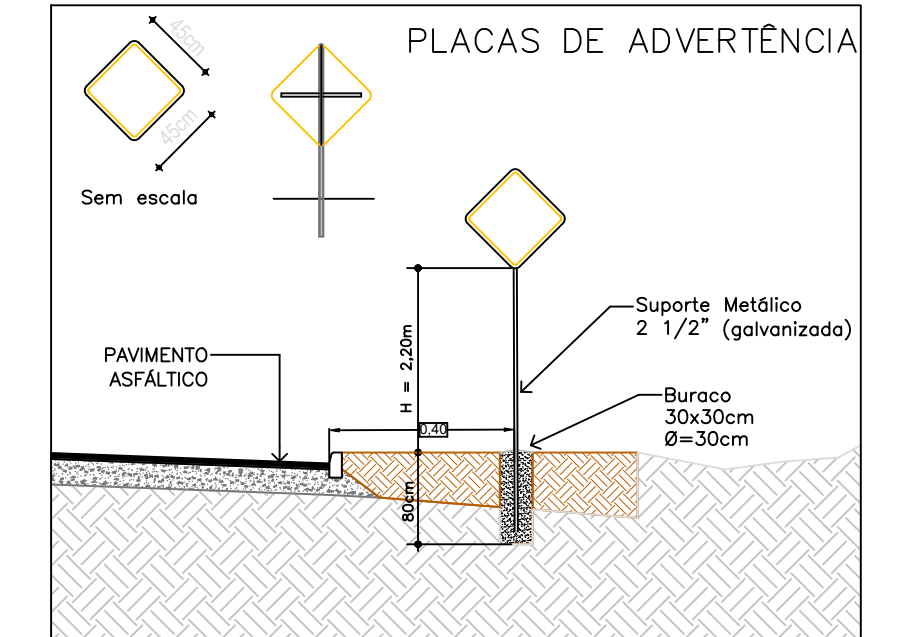 PLACAS DE ADVERTÊNCIA
45cm
45cm
Sem escala
Suporte Metálico
2 1/2" (galvanizada)
H = 2,20m
PAVIMENTO
ASFÁLTICO
Buraco
30x30cm
Ø=30cm
0,40
80cm